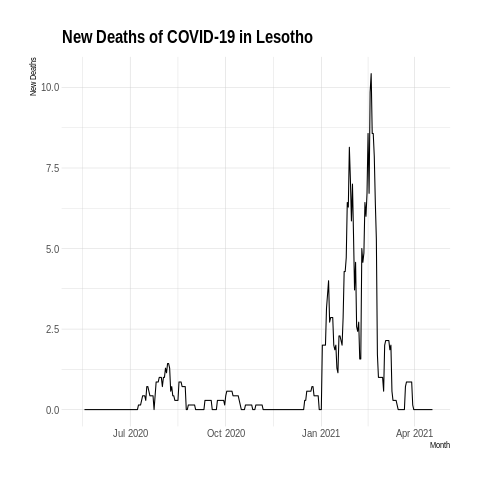 New Deaths of COVID-19 in Lesotho
New Deaths
10.0
7.5
5.0
2.5
0.0
Jul 2020 Oct 2020 Jan 2021 Apr 2021
Month